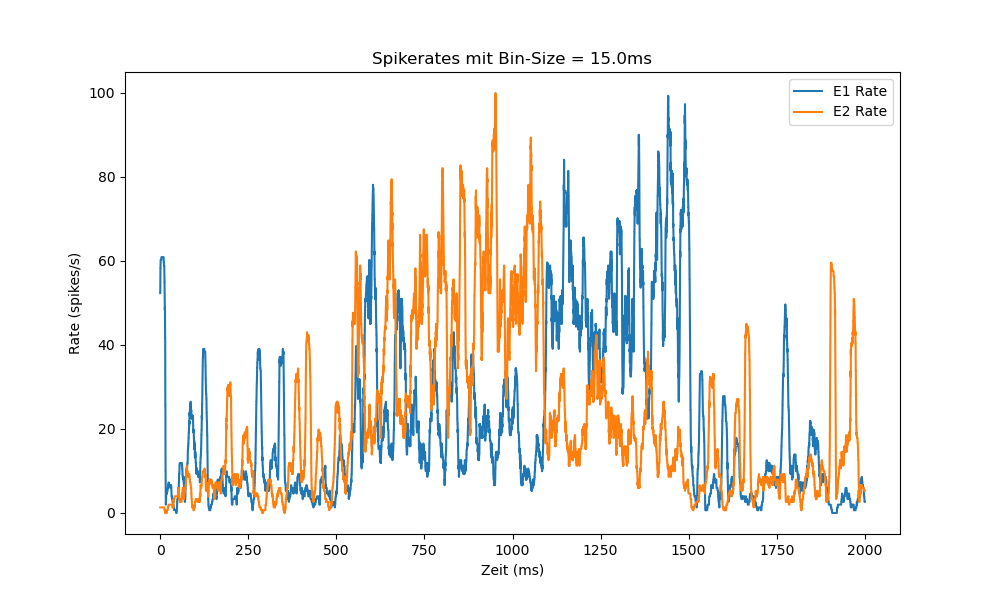 Spikerates mit Bin-Size = 15.0ms
E1 Rate
E2 Rate
Rate (spikes/s)
100
80
60
40
20
0
0 250 500 750 1000 1250 1500 1750 2000
Zeit (ms)